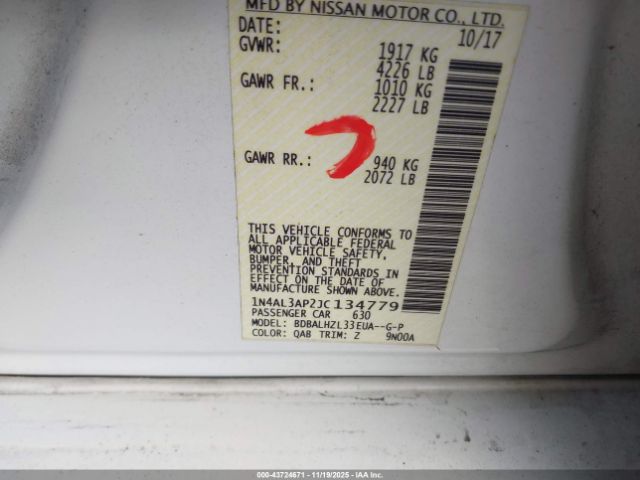 MFD BY NISSAN MOTOR CO., LTD.
DATE: 10/17
GVWR: 1917 KG
4226 LB
GAWR FR.: 1010 KG
2227 LB
GAWR RR.: 940 KG
2072 LB
THIS VEHICLE CONFORMS TO
ALL APPLICABLE FEDERAL
MOTOR VEHICLE SAFETY,
BUMPER, AND THEFT
PREVENTION STANDARDS IN
EFFECT ON THE DATE OF
MANUFACTURE SHOWN ABOVE.
1N4AL3AP2JC134779
PASSENGER CAR 630
MODEL: BDBALHZL33EUA--G-P
COLOR: QAB TRIM: Z 9N00A
000-43724671 - 11/19/2025 - IAA Corp.